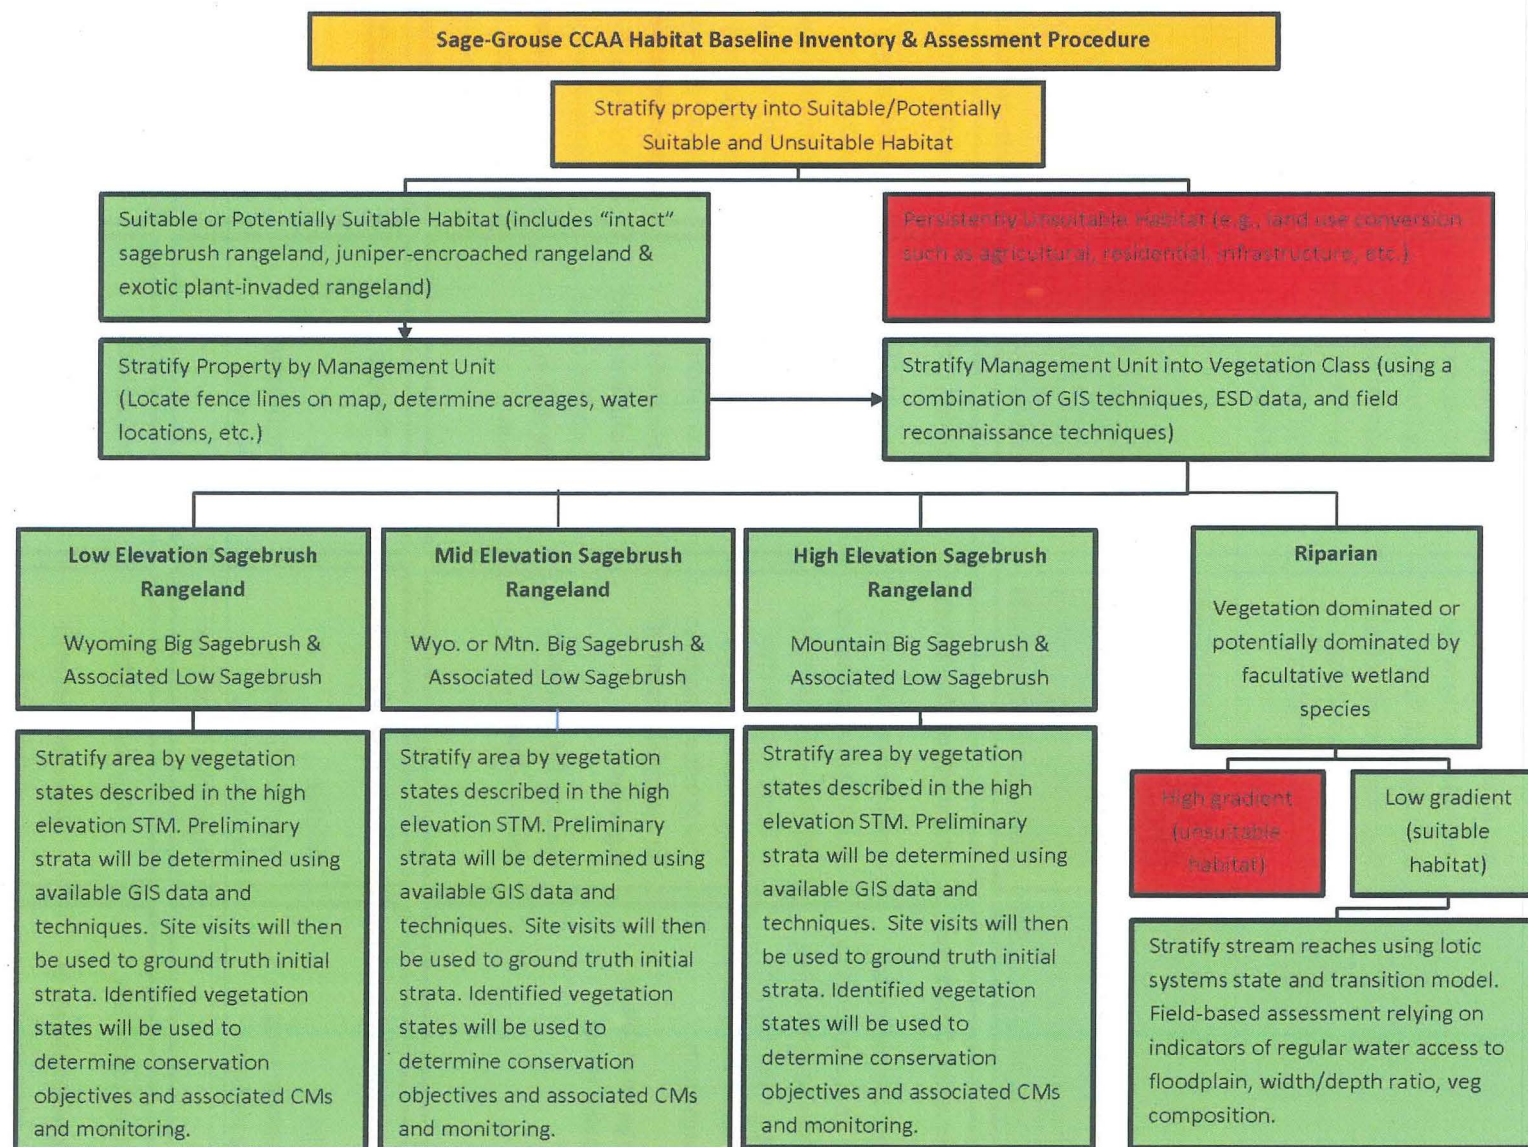 Sage-Grouse CCAA Habitat Baseline Inventory & Assessment Procedure
Stratify property into Suitable/Potentially
Suitable and Unsuitable Habitat
Suitable or Potentially Suitable Habitat (includes “intact”
sagebrush rangeland, juniper-encroached rangeland &
exotic plant-invaded rangeland)
Persistently Unsuitable Habitat (e.g., land use conversion
such as agricultural, residential, infrastructure, etc.)
Stratify Property by Management Unit
(Locate fence lines on map, determine acreages, water
locations, etc.)
Stratify Management Unit into Vegetation Class (using a
combination of GIS techniques, ESD data, and field
reconnaissance techniques)
Low Elevation Sagebrush
Rangeland
Wyoming Big Sagebrush &
Associated Low Sagebrush
Mid Elevation Sagebrush
Rangeland
Wyo. or Mtn. Big Sagebrush &
Associated Low Sagebrush
High Elevation Sagebrush
Rangeland
Mountain Big Sagebrush &
Associated Low Sagebrush
Riparian
Vegetation dominated or
potentially dominated by
facultative wetland
species
Stratify area by vegetation
states described in the high
elevation STM. Preliminary
strata will be determined using
available GIS data and
techniques.  Site visits will then
be used to ground truth initial
strata. Identified vegetation
states will be used to
determine conservation
objectives and associated CMs
and monitoring.
Stratify area by vegetation
states described in the high
elevation STM. Preliminary
strata will be determined using
available GIS data and
techniques.  Site visits will then
be used to ground truth initial
strata. Identified vegetation
states will be used to
determine conservation
objectives and associated CMs
and monitoring.
Stratify area by vegetation
states described in the high
elevation STM. Preliminary
strata will be determined using
available GIS data and
techniques.  Site visits will then
be used to ground truth initial
strata. Identified vegetation
states will be used to
determine conservation
objectives and associated CMs
and monitoring.
High gradient
(unsuitable
habitat)
Low gradient
(suitable
habitat)
Stratify stream reaches using lotic
systems state and transition model.
Field-based assessment relying on
indicators of regular water access to
floodplain, width/depth ratio, veg
composition.